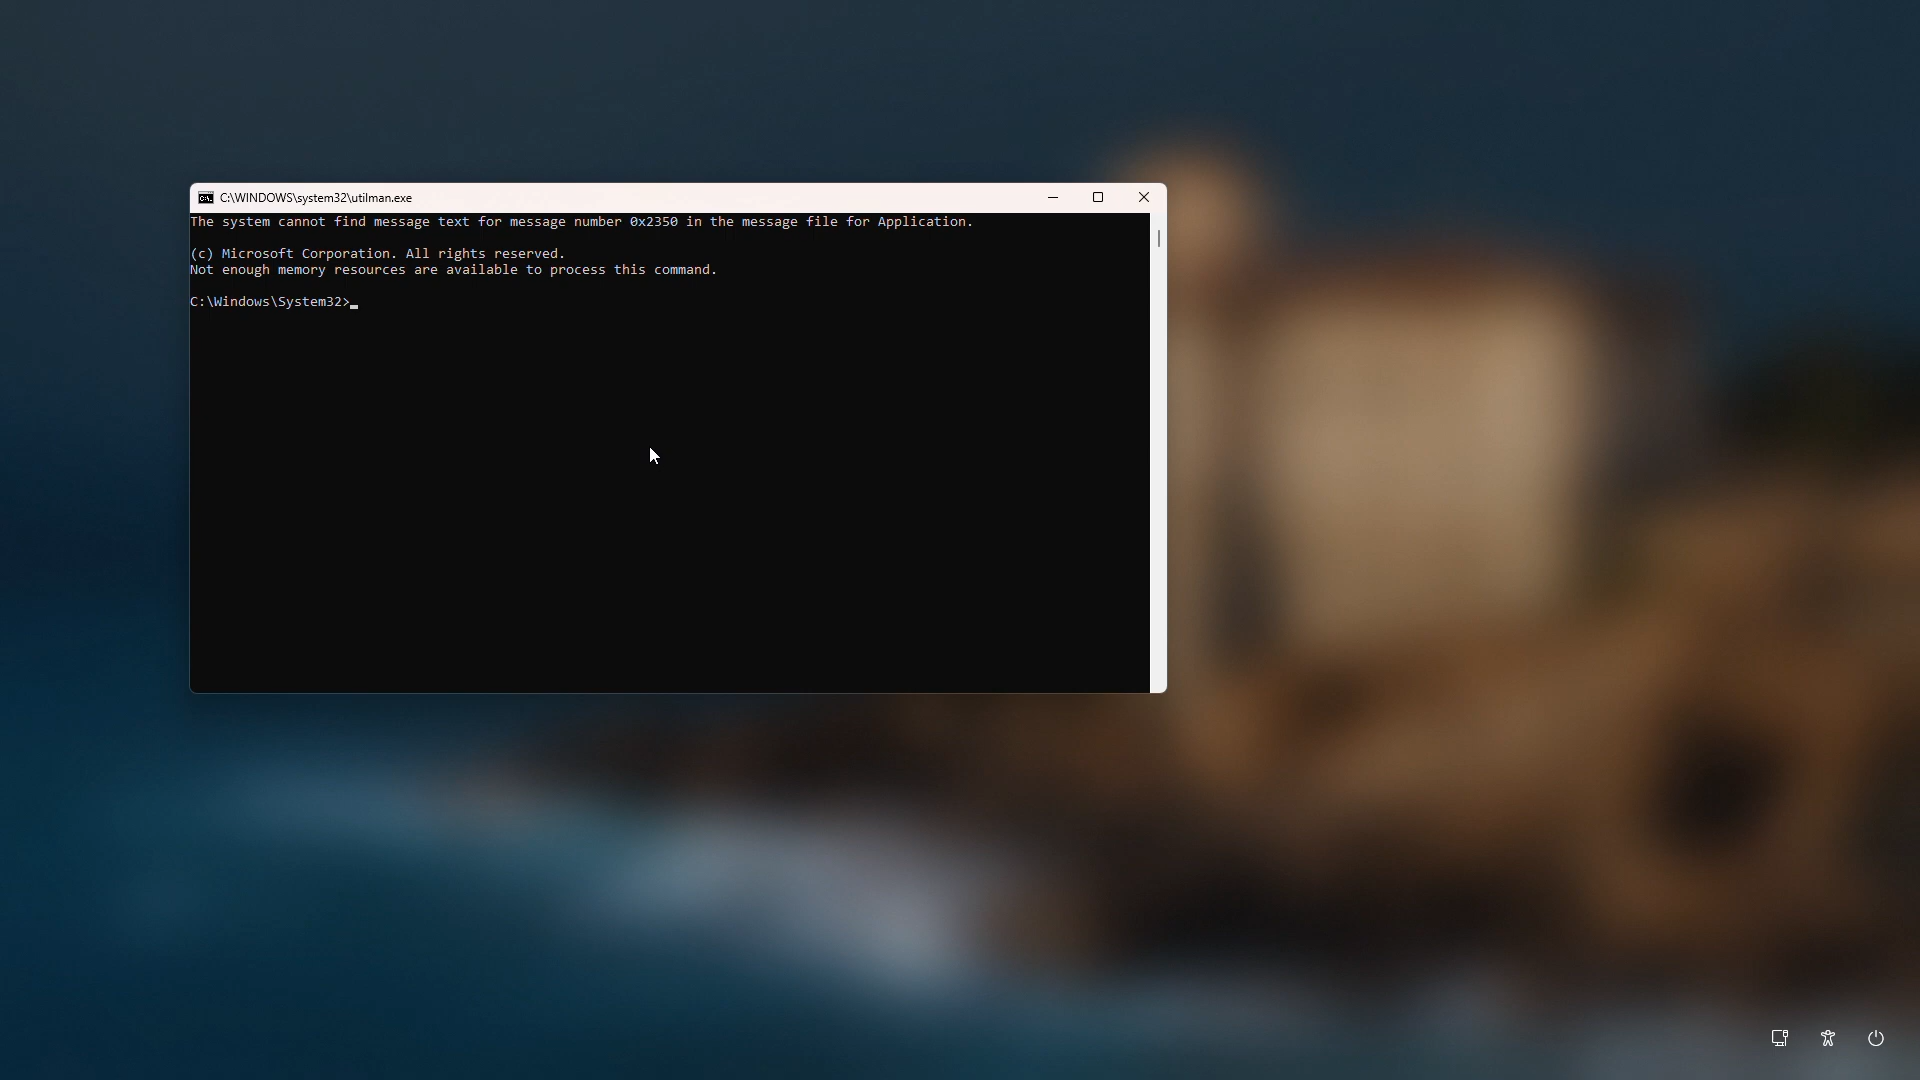 C:\WINDOWS\system32\utilman.exe
The system cannot find message text for message number 0x2350 in the message file for Application.
(c) Microsoft Corporation. All rights reserved.
Not enough memory resources are available to process this command.
C:\Windows\System32>